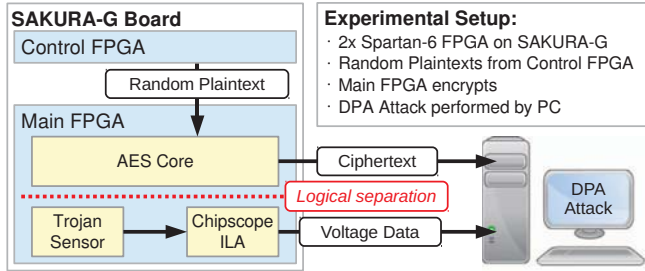 SAKURA-G Board
Control FPGA
Random Plaintext
Main FPGA
AES Core
Ciphertext
Logical separation
Trojan
Sensor
Chipscope
ILA
Voltage Data
Experimental Setup:
· 2x Spartan-6 FPGA on SAKURA-G
· Random Plaintexts from Control FPGA
· Main FPGA encrypts
· DPA Attack performed by PC
DPA
Attack